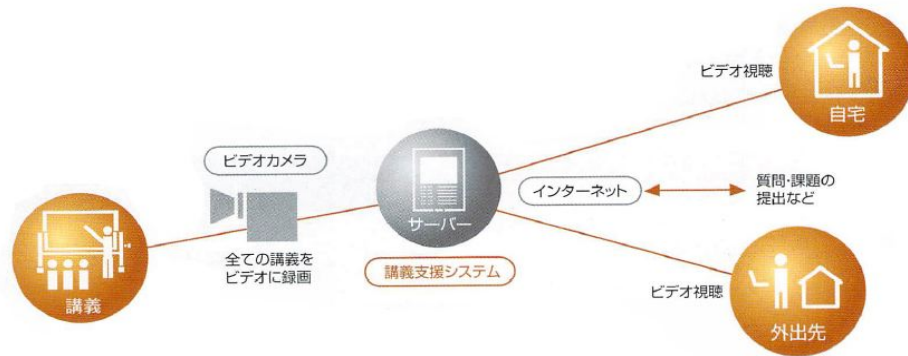 ビデオ視聴
自宅
ビデオカメラ
インターネット
質問・課題の
提出など
サーバー
全ての講義を
ビデオに録画
講義支援システム
講義
ビデオ視聴
外出先